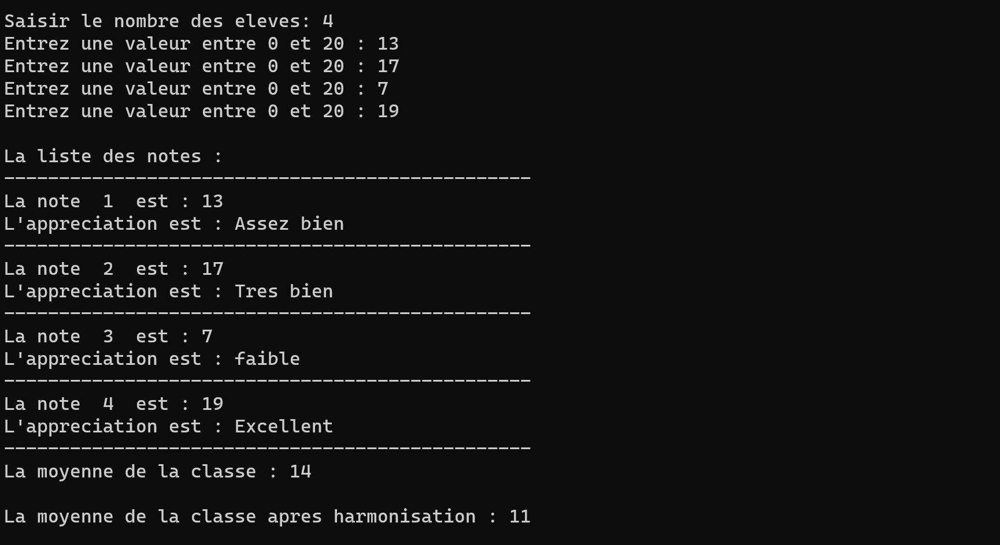 Saisir le nombre des eleves: 4
Entrez une valeur entre 0 et 20 : 13
Entrez une valeur entre 0 et 20 : 17
Entrez une valeur entre 0 et 20 : 7
Entrez une valeur entre 0 et 20 : 19

La liste des notes :
------------------------------------------------
La note  1  est : 13
L'appreciation est : Assez bien
------------------------------------------------
La note  2  est : 17
L'appreciation est : Tres bien
------------------------------------------------
La note  3  est : 7
L'appreciation est : faible
------------------------------------------------
La note  4  est : 19
L'appreciation est : Excellent
------------------------------------------------
La moyenne de la classe : 14

La moyenne de la classe apres harmonisation : 11